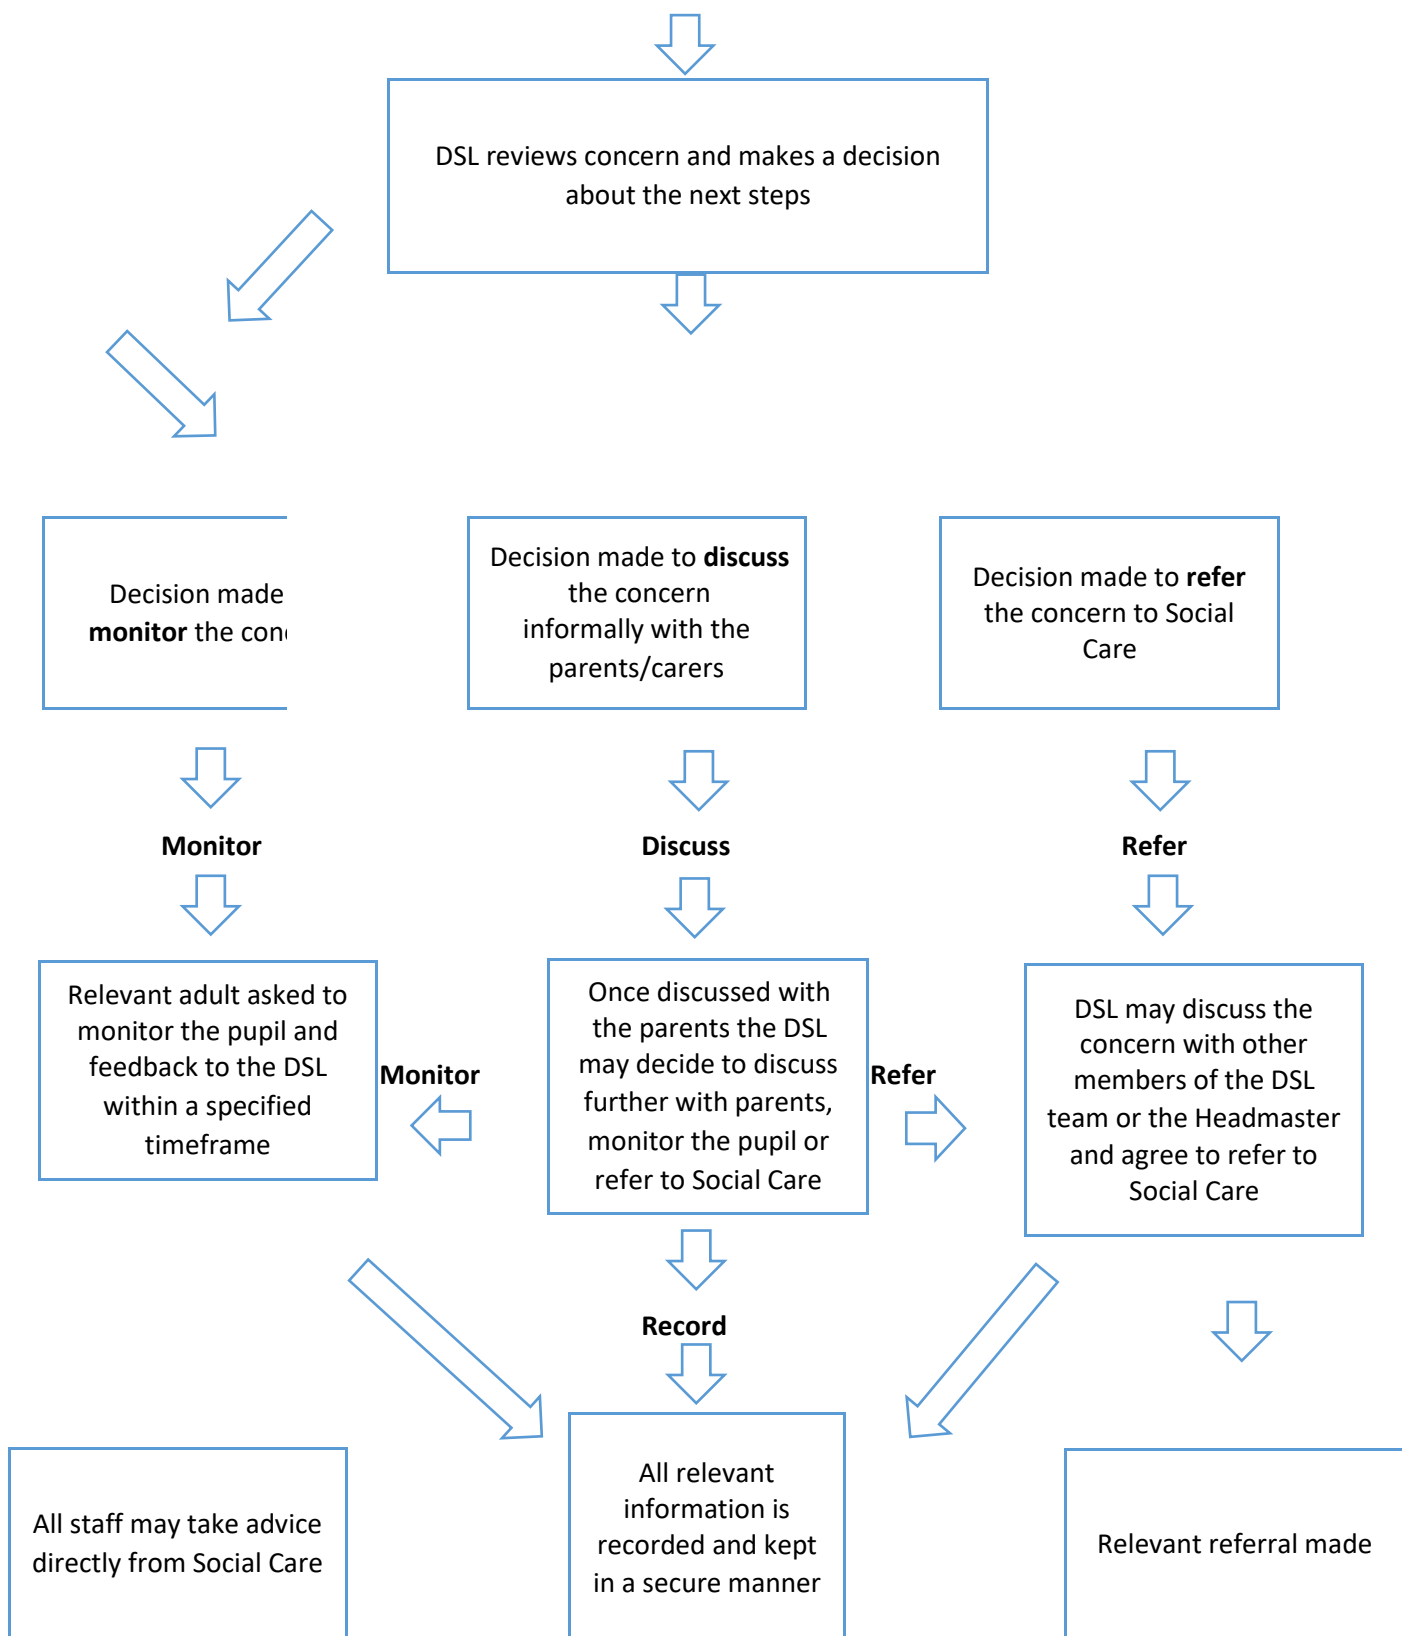 DSL reviews concern and makes a decision
about the next steps
Decision made
monitor the con
Decision made to discuss
the concern
informally with the
parents/carers
Decision made to refer
the concern to Social
Care
Monitor
Discuss
Refer
Relevant adult asked to
monitor the pupil and
feedback to the DSL
within a specified
timeframe
Monitor
Once discussed with
the parents the DSL
may decide to discuss
further with parents,
monitor the pupil or
refer to Social Care
Refer
DSL may discuss the
concern with other
members of the DSL
team or the Headmaster
and agree to refer to
Social Care
Record
All staff may take advice
directly from Social Care
All relevant
information is
recorded and kept
in a secure manner
Relevant referral made